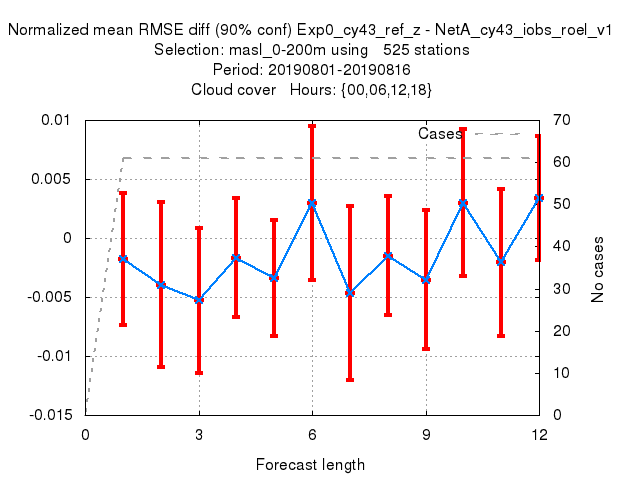 Normalized mean RMSE diff (90% conf) Exp0_cy43_ref_z - NetA_cy43_iobs_roel_v1
Selection: masl_0-200m using   525 stations
Period: 20190801-20190816
Cloud cover   Hours: {00,06,12,18}
0.01
0.005
0
-0.005
-0.01
-0.015
Cases
70
60
50
40
30
20
10
0
No cases
0 3 6 9 12
Forecast length